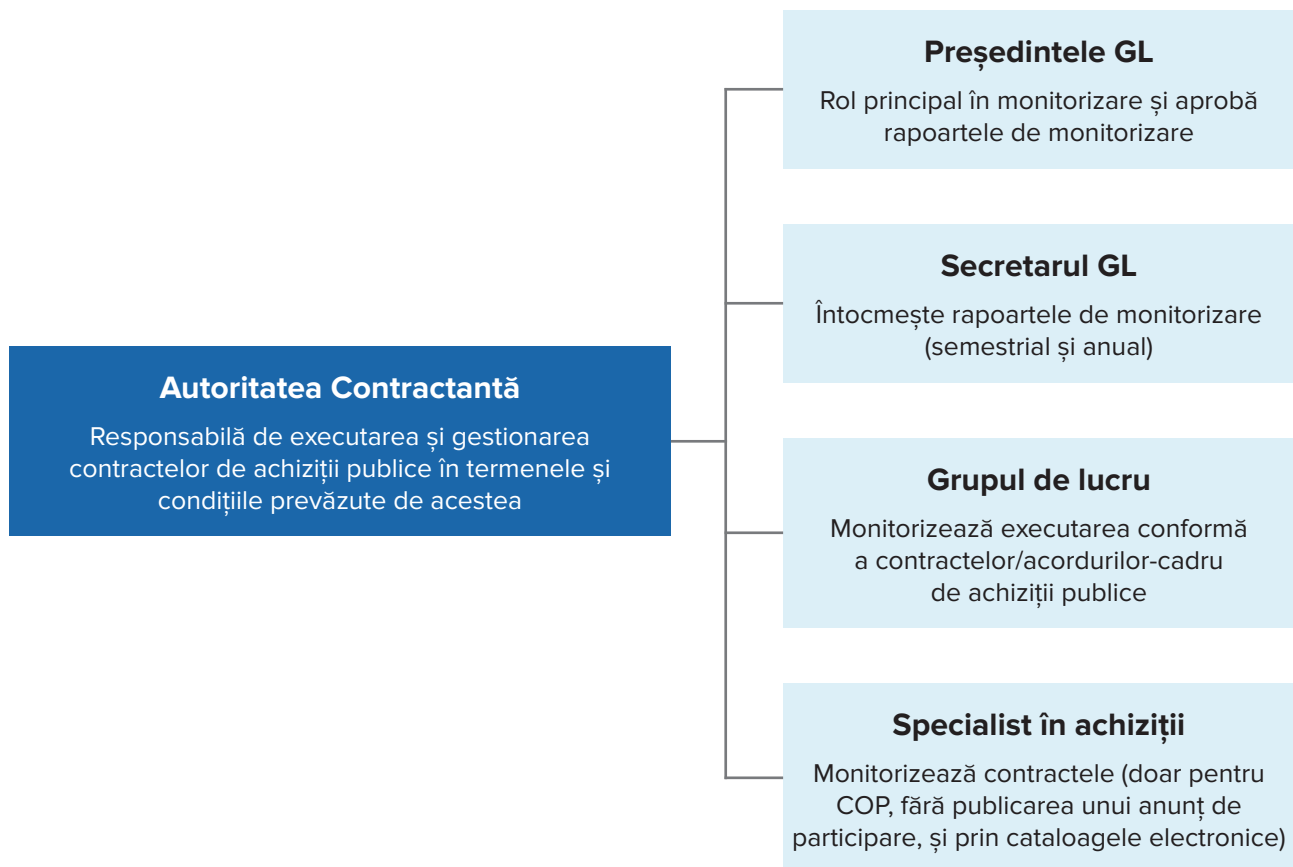 Președintele GL
Rol principal în monitorizare și aprobă
rapoartele de monitorizare
Secretarul GL
Întocmește rapoartele de monitorizare
(semestrial și anual)
Autoritatea Contractantă
Responsabilă de executarea și gestionarea
contractelor de achiziții publice în termenele și
condițiile prevăzute de acestea
Grupul de lucru
Monitorizează executarea conformă
a contractelor/acordurilor-cadru
de achiziții publice
Specialist în achiziții
Monitorizează contractele (doar pentru
COP, fără publicarea unui anunț de
participare, și prin cataloagele electronice)